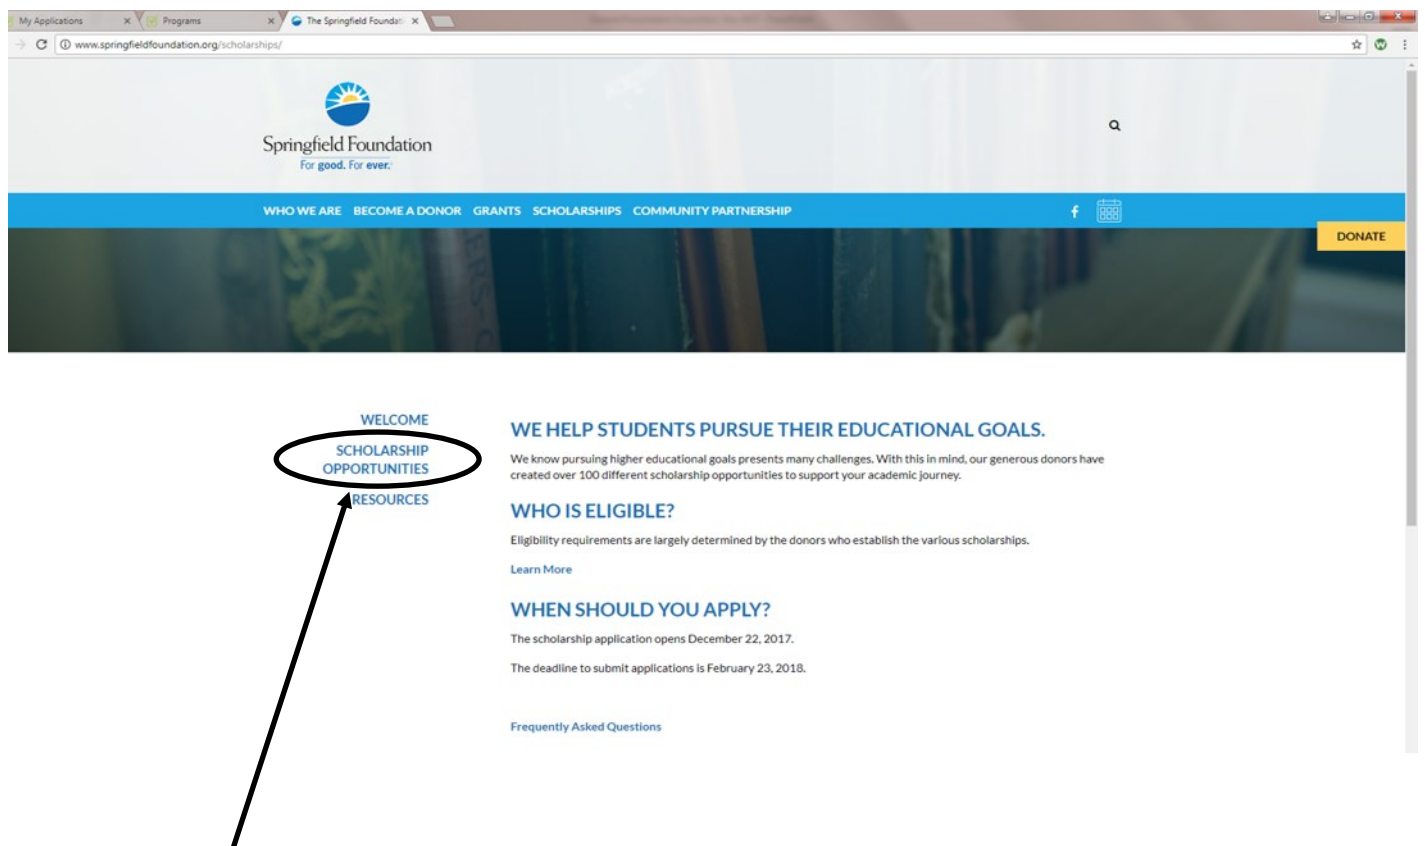 My Applications
Programs
The Springfield Foundati
www.springfieldfoundation.org/scholarships/
Springfield Foundation
For good. For ever.
WHO WE ARE BECOME A DONOR GRANTS SCHOLARSHIPS COMMUNITY PARTNERSHIP
DONATE
WELCOME
SCHOLARSHIP
OPPORTUNITIES
RESOURCES
WE HELP STUDENTS PURSUE THEIR EDUCATIONAL GOALS.
We know pursuing higher educational goals presents many challenges. With this in mind, our generous donors have
created over 100 different scholarship opportunities to support your academic journey.
WHO IS ELIGIBLE?
Eligibility requirements are largely determined by the donors who establish the various scholarships.
Learn More
WHEN SHOULD YOU APPLY?
The scholarship application opens December 22, 2017.
The deadline to submit applications is February 23, 2018.
Frequently Asked Questions